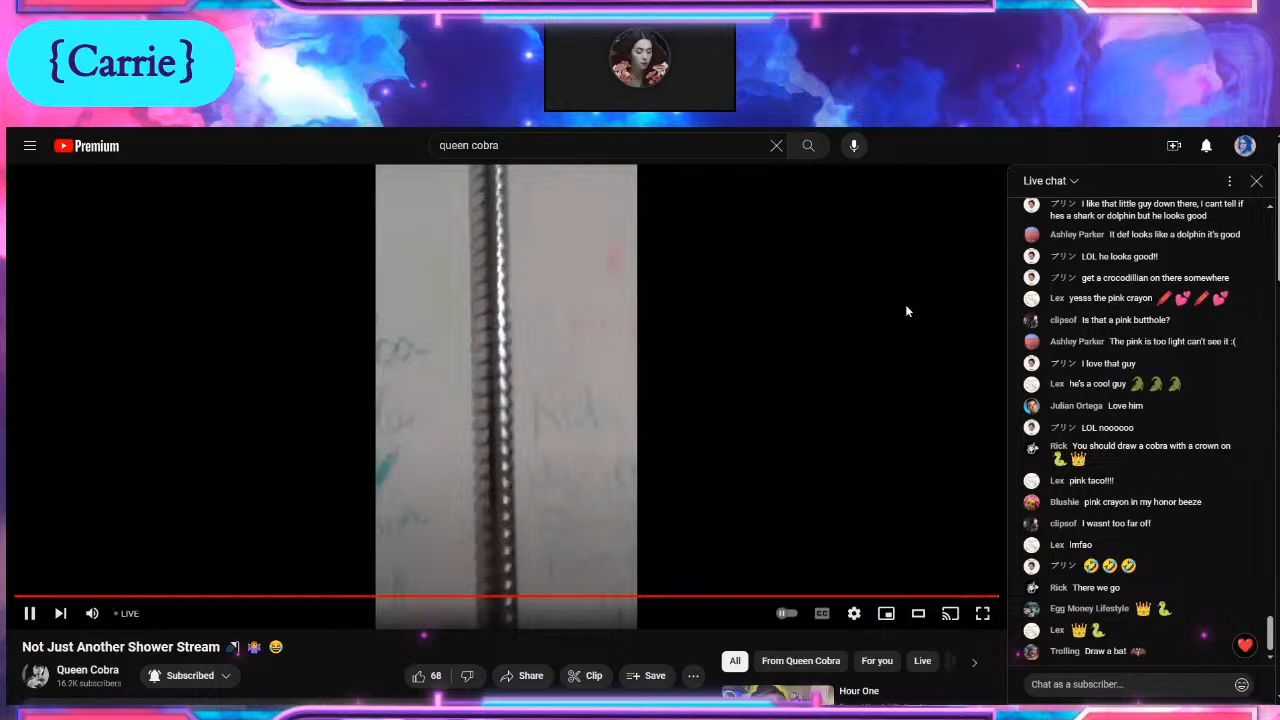 {Carrie}
Premium
queen cobra
Live chat
プリン I like that little guy down there, I cant tell if
hes a shark or dolphin but he looks good
Ashley Parker It def looks like a dolphin it's good
プリン LOL he looks good!!
プリン get a crocodillian on there somewhere
Lex yesss the pink crayon 🖍️💕🖍️💕
clipsof Is that a pink butthole?
Ashley Parker The pink is too light can't see it :(
プリン I love that guy
Lex he's a cool guy 🐊🐊🐊
Julian Ortega Love him
プリン LOL noooooo
Rick You should draw a cobra with a crown on
🐍👑
Lex pink taco!!!!
Blushie pink crayon in my honor beeze
clipsof I wasnt too far off
Lex lmfao
プリン 🤣🤣🤣
Rick There we go
Egg Money Lifestyle 👑🐍
Lex 👑🐍
Trolling Draw a bat 🦇
Chat as a subscriber...
LIVE
CC
Not Just Another Shower Stream 🚿🤷‍♀️😂
Queen Cobra
16.2K subscribers
Subscribed
68
Share
Clip
Save
All
From Queen Cobra
For you
Live
Hour One